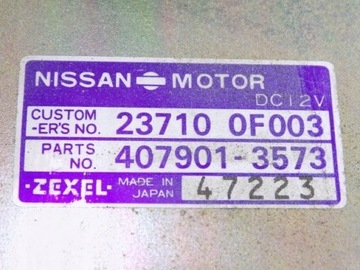 NISSAN MOTOR
DC12V
CUSTOM
-ER'S NO. 23710 0F003
PARTS
NO. 407901-3573
·ZEXEL· MADE IN
JAPAN 47223